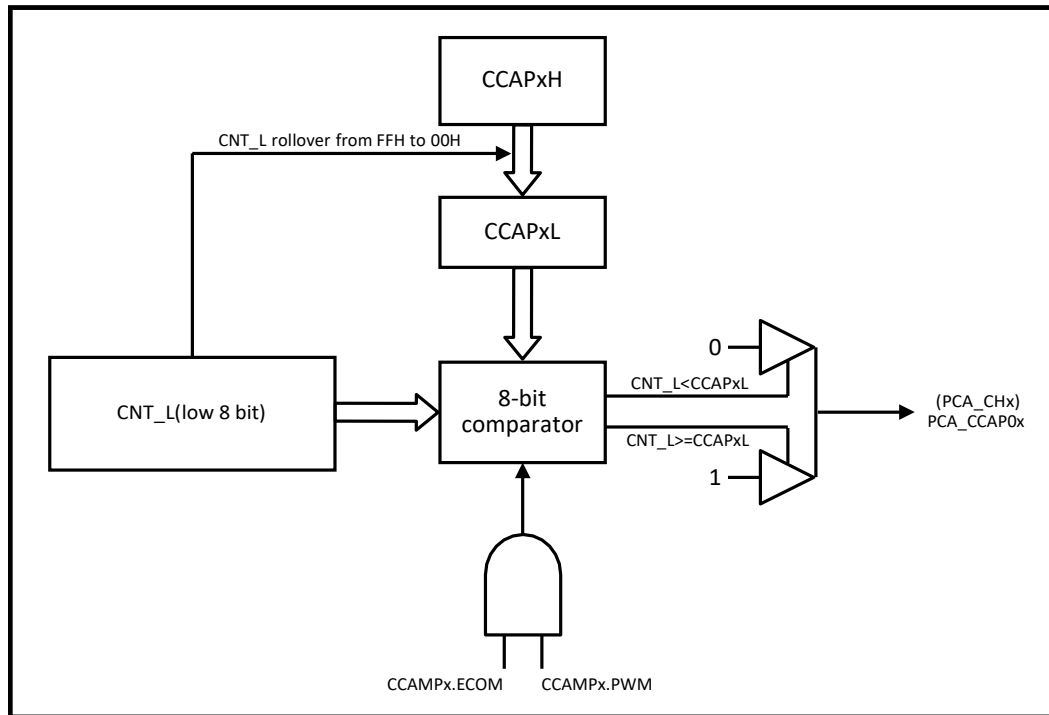 CCAPxH
CNT_L rollover from FFH to 00H
CCAPxL
0
CNT_L(low 8 bit)
8-bit
comparator
CNT_L<CCAPxL
(PCA_CHx)
PCA_CCAP0x
CNT_L>=CCAPxL
1
CCAMPx.ECOM
CCAMPx.PWM